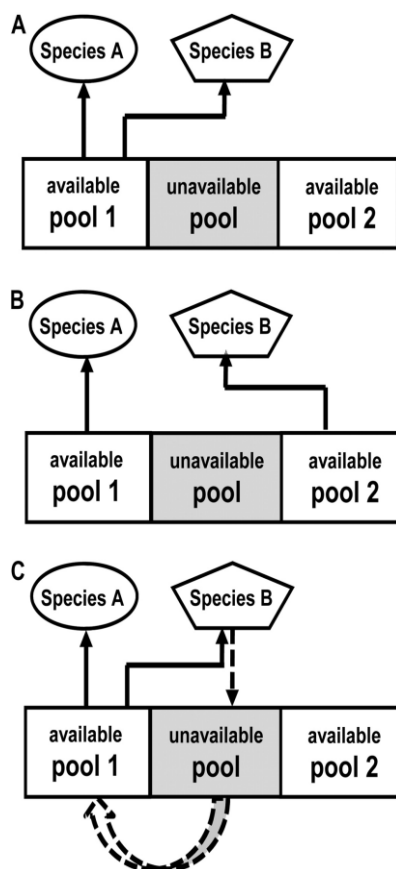 A
Species A
Species B
available
pool 1
unavailable
pool
available
pool 2
B
Species A
Species B
available
pool 1
unavailable
pool
available
pool 2
C
Species A
Species B
available
pool 1
unavailable
pool
available
pool 2